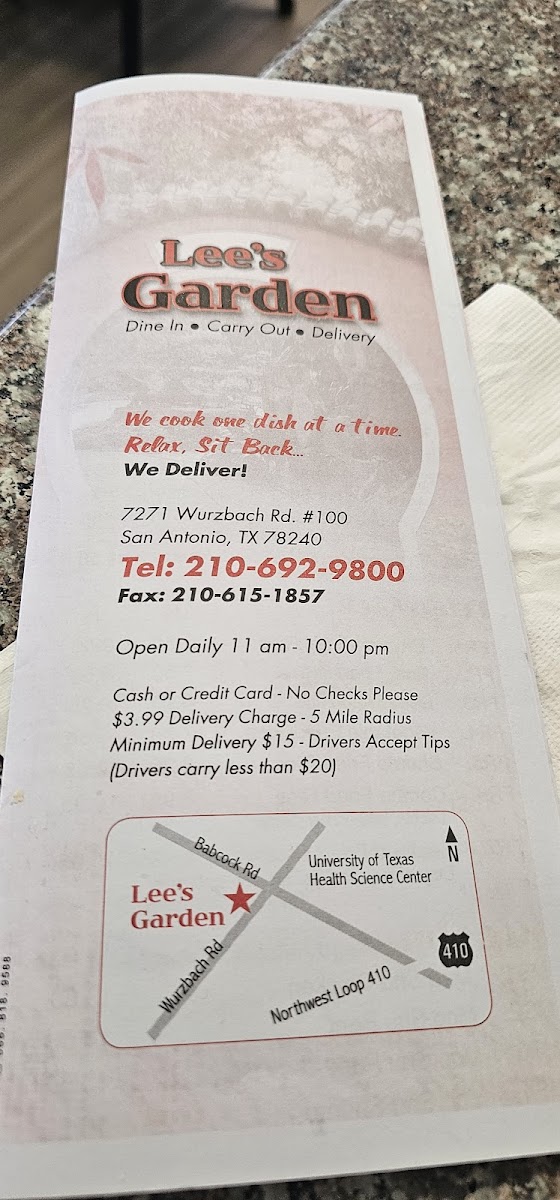 Lee's
Garden
Dine In • Carry Out • Delivery
We cook one dish at a time.
Relax, Sit Back...
We Deliver!
7271 Wurzbach Rd. #100
San Antonio, TX 78240
Tel: 210-692-9800
Fax: 210-615-1857
Open Daily 11 am - 10:00 pm
Cash or Credit Card - No Checks Please
$3.99 Delivery Charge - 5 Mile Radius
Minimum Delivery $15 - Drivers Accept Tips
(Drivers carry less than $20)
Babcock Rd
University of Texas
Health Science Center
N
Lee's
Garden
Wurzbach Rd
Northwest Loop 410
410